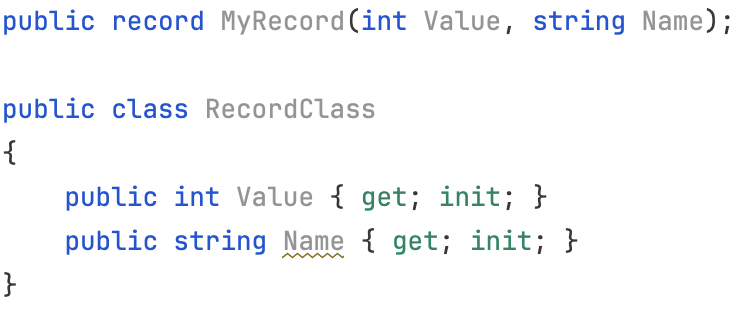 public record MyRecord(int Value, string Name);
public class RecordClass
{
    public int Value { get; init; }
    public string Name { get; init; }
}